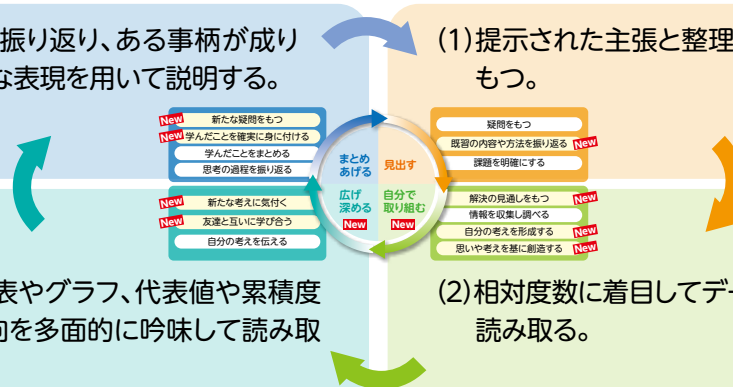 振り返り、ある事柄が成り
な表現を用いて説明する。
(1)提示された主張と整理
もつ。
New 新たな疑問をもつ
New 学んだことを確実に身に付ける
学んだことをまとめる
思考の過程を振り返る
疑問をもつ
既習の内容や方法を振り返る New
課題を明確にする
まとめ
あげる
見出す
広げ
深める
New
自分で
取り組む
New
New 新たな考えに気付く
New 友達と互いに学び合う
自分の考えを伝える
解決の見通しをもつ New
情報を収集し調べる
自分の考えを形成する New
思いや考えを基に創造する New
表やグラフ、代表値や累積度
向を多面的に吟味して読み取
(2)相対度数に着目してデー
読み取る。